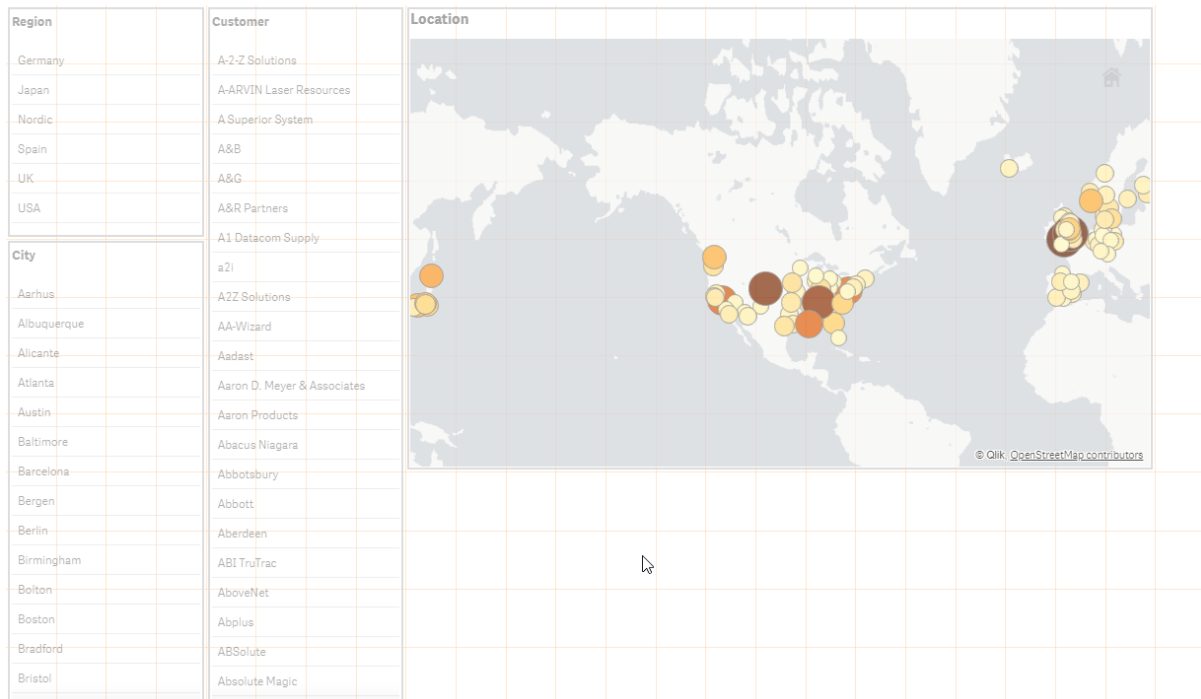 Region
Germany
Japan
Nordic
Spain
UK
USA
City
Aarhus
Albuquerque
Alicante
Atlanta
Austin
Baltimore
Barcelona
Bergen
Berlin
Birmingham
Bolton
Boston
Bradford
Bristol
Customer
A-2-Z Solutions
A-ARVIN Laser Resources
A Superior System
A&B
A&G
A&R Partners
A1 Datacom Supply
a2i
A2Z Solutions
AA-Wizard
Aadast
Aaron D. Meyer & Associates
Aaron Products
Abacus Niagara
Abbotsbury
Abbott
Aberdeen
ABI TruTrac
AboveNet
Abplus
ABSolute
Absolute Magic
Location
© Qlik, OpenStreetMap contributors